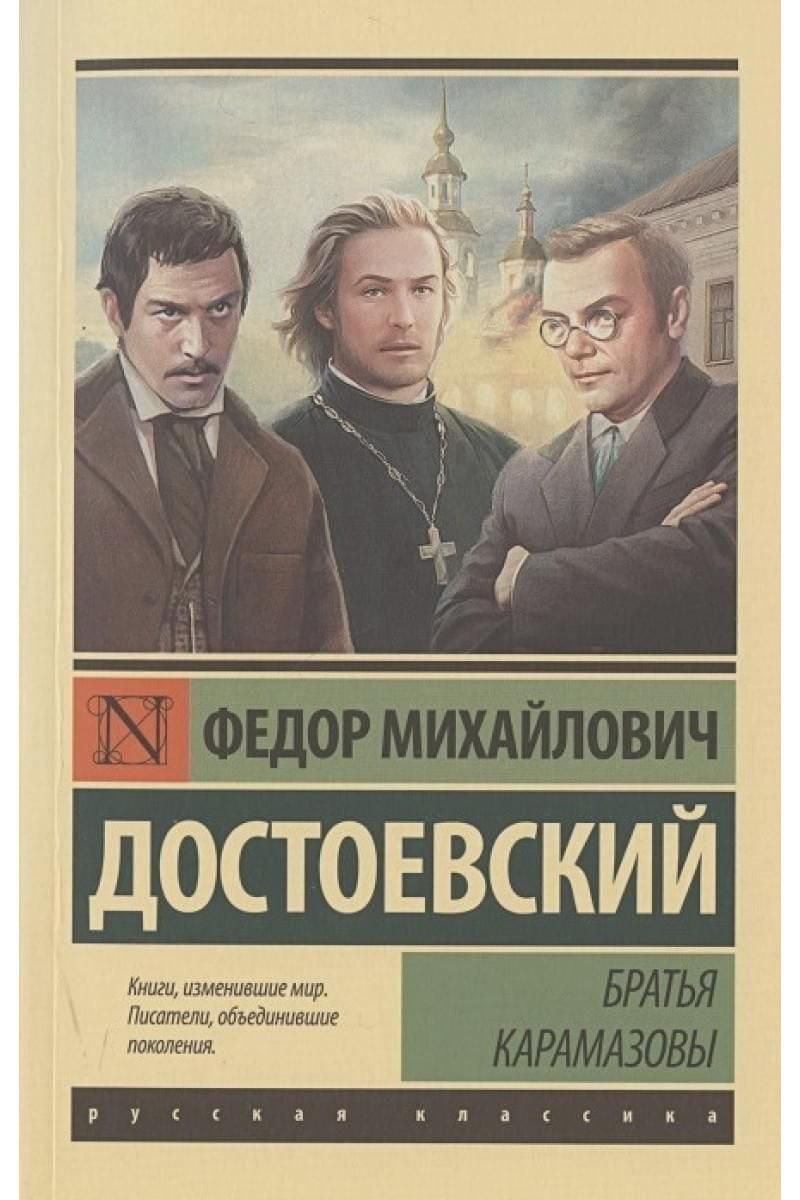 N
ФЕДОР МИХАЙЛОВИЧ
ДОСТОЕВСКИЙ
Книги, изменившие мир.
Писатели, объединившие
поколения.
БРАТЬЯ
КАРАМАЗОВЫ
русская классика